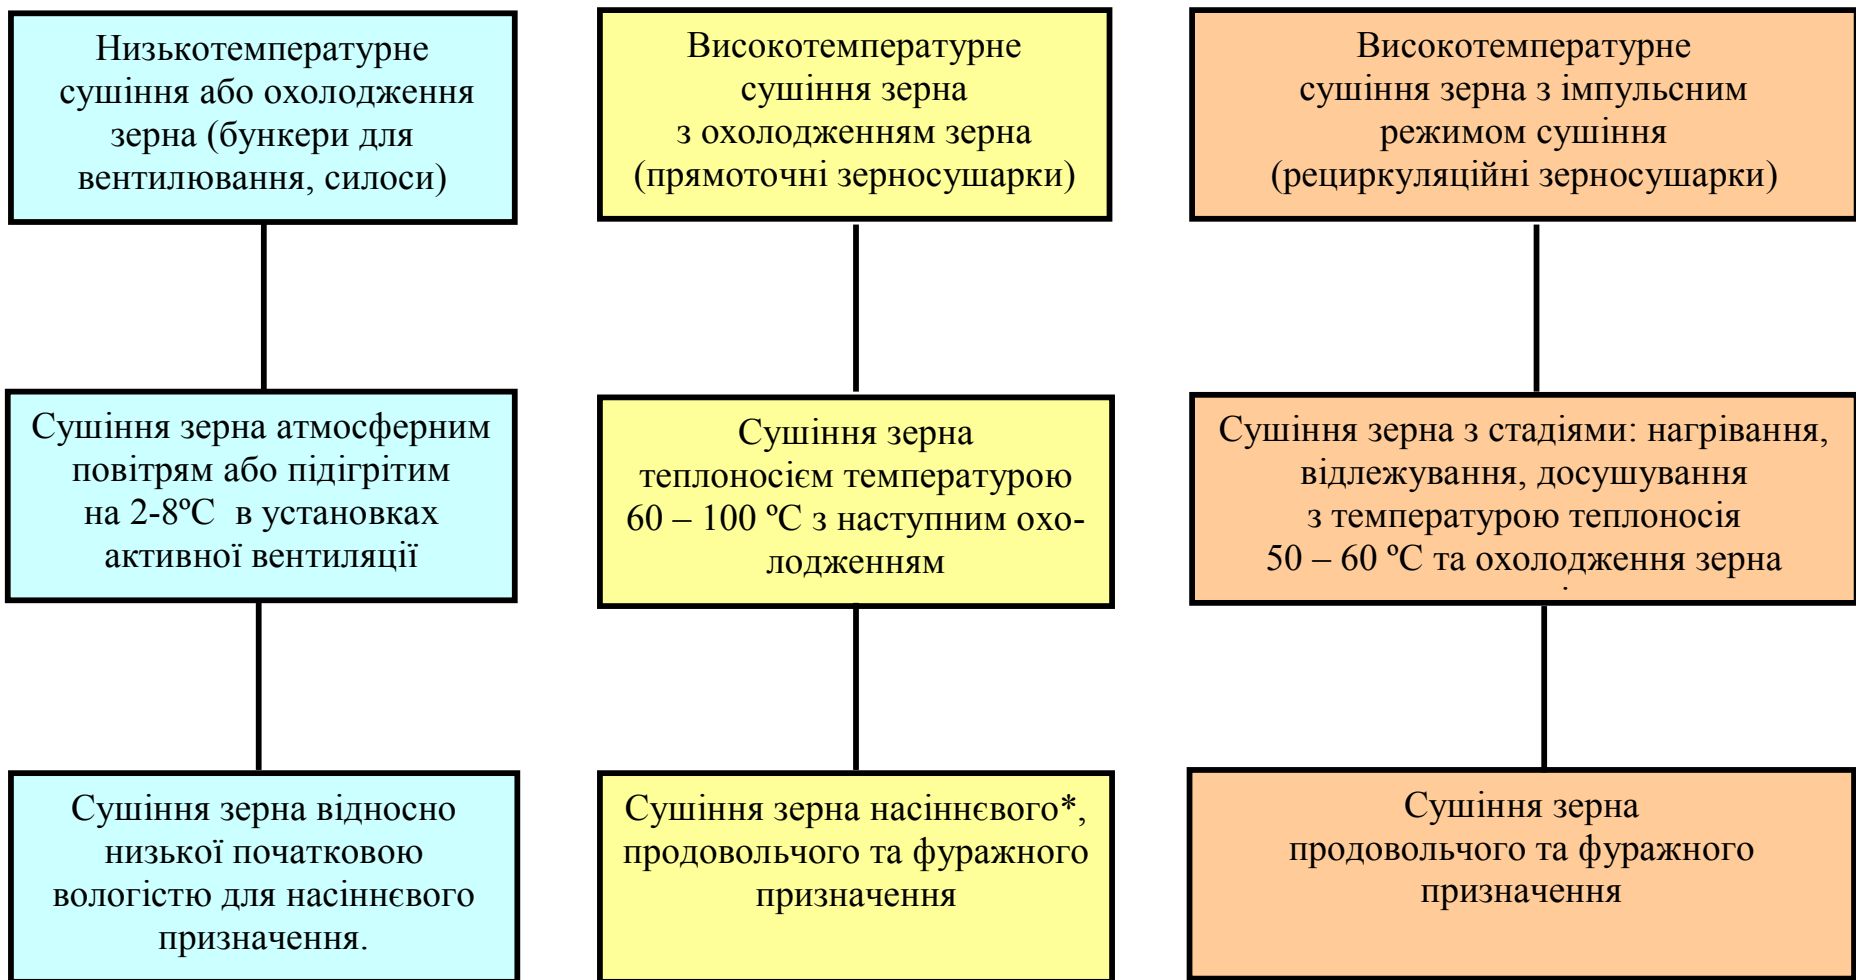 Низькотемпературне
сушіння або охолодження
зерна (бункери для
вентилювання, силоси)
Високотемпературне
сушіння зерна
з охолодженням зерна
(прямоточні зерносушарки)
Високотемпературне
сушіння зерна з імпульсним
режимом сушіння
(рециркуляційні зерносушарки)
Сушіння зерна атмосферним
повітрям або підігрітим
на 2-8ºС в установках
активної вентиляції
Сушіння зерна
теплоносієм температурою
60 – 100 ºС з наступним охо-
лодженням
Сушіння зерна з стадіями: нагрівання,
відлежування, досушування
з температурою теплоносія
50 – 60 ºС та охолодження зерна
Сушіння зерна відносно
низької початковою
вологістю для насіннєвого
призначення.
Сушіння зерна насіннєвого*,
продовольчого та фуражного
призначення
Сушіння зерна
продовольчого та фуражного
призначення